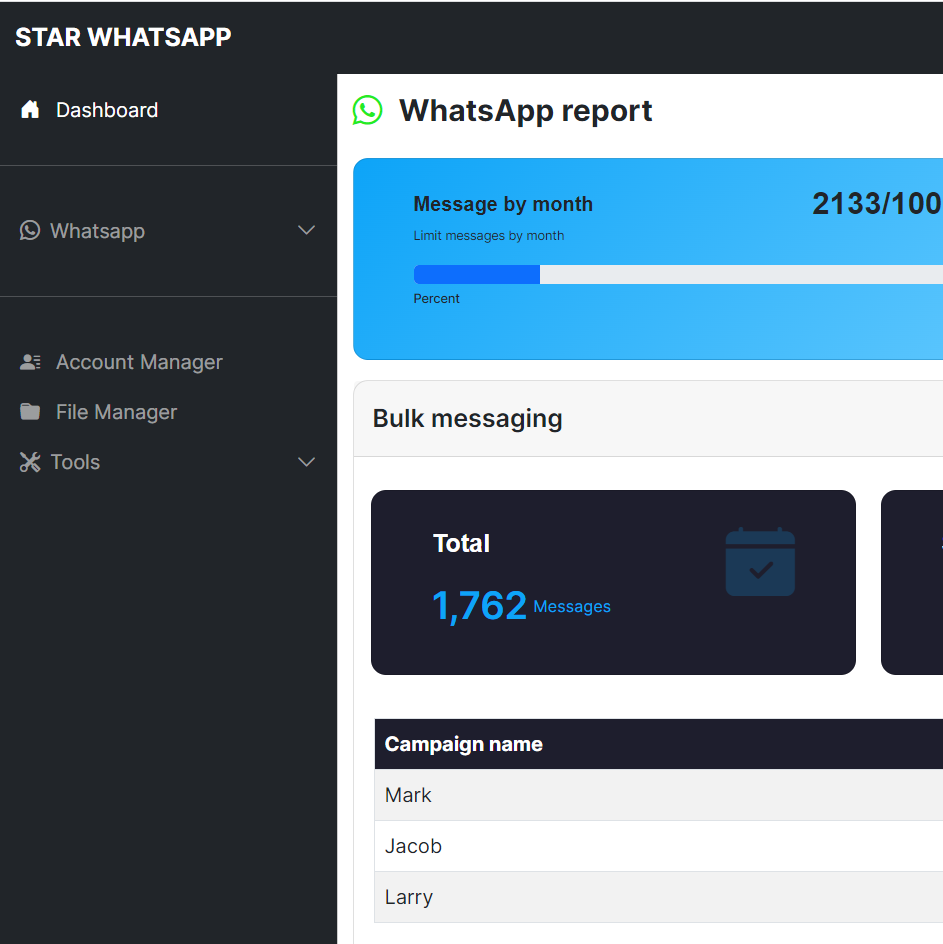 STAR WHATSAPP
Dashboard
Whatsapp
Account Manager
File Manager
Tools
WhatsApp report
Message by month
2133/100
Limit messages by month
Percent
Bulk messaging
Total
1,762 Messages
Campaign name
Mark
Jacob
Larry